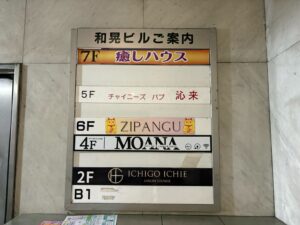 和晃ビルご案内
7F 癒しハウス
5F チャイニーズ パブ 沁来
6F ZIPANGU
4F MOANA
2F ICHIGO ICHIE
B1